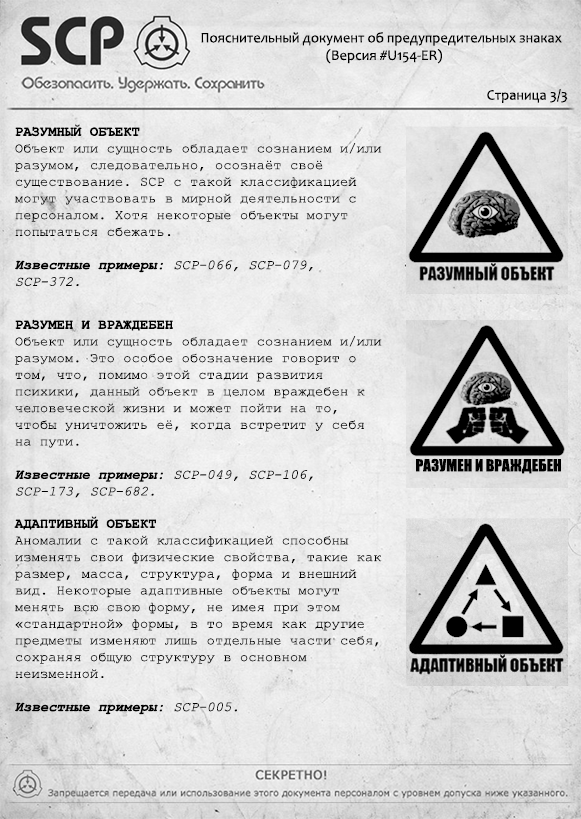 SCP
Обезопасить. Удержать. Сохранить
Пояснительный документ об предупредительных знаках
(Версия #U154-ER)
Страница 3/3
РАЗУМНЫЙ ОБЪЕКТ
Объект или сущность обладает сознанием и/или
разумом, следовательно, осознаёт своё
существование. SCP с такой классификацией
могут участвовать в мирной деятельности с
персоналом. Хотя некоторые объекты могут
попытаться сбежать.
Известные примеры: SCP-066, SCP-079,
SCP-372.
РАЗУМНЫЙ ОБЪЕКТ
РАЗУМЕН И ВРАЖДЕБЕН
Объект или сущность обладает сознанием и/или
разумом. Это особое обозначение говорит о
том, что, помимо этой стадии развития
психики, данный объект в целом враждебен к
человеческой жизни и может пойти на то,
чтобы уничтожить её, когда встретит у себя
на пути.
Известные примеры: SCP-049, SCP-106,
SCP-173, SCP-682.
РАЗУМЕН И ВРАЖДЕБЕН
АДАПТИВНЫЙ ОБЪЕКТ
Аномалии с такой классификацией способны
изменять свои физические свойства, такие как
размер, масса, структура, форма и внешний
вид. Некоторые адаптивные объекты могут
менять всю свою форму, не имея при этом
«стандартной» формы, в то время как другие
предметы изменяют лишь отдельные части себя,
сохраняя общую структуру в основном
неизменной.
Известные примеры: SCP-005.
АДАПТИВНЫЙ ОБЪЕКТ
СЕКРЕТНО!
Запрещается передача или использование этого документа персоналом с уровнем допуска ниже указанного.